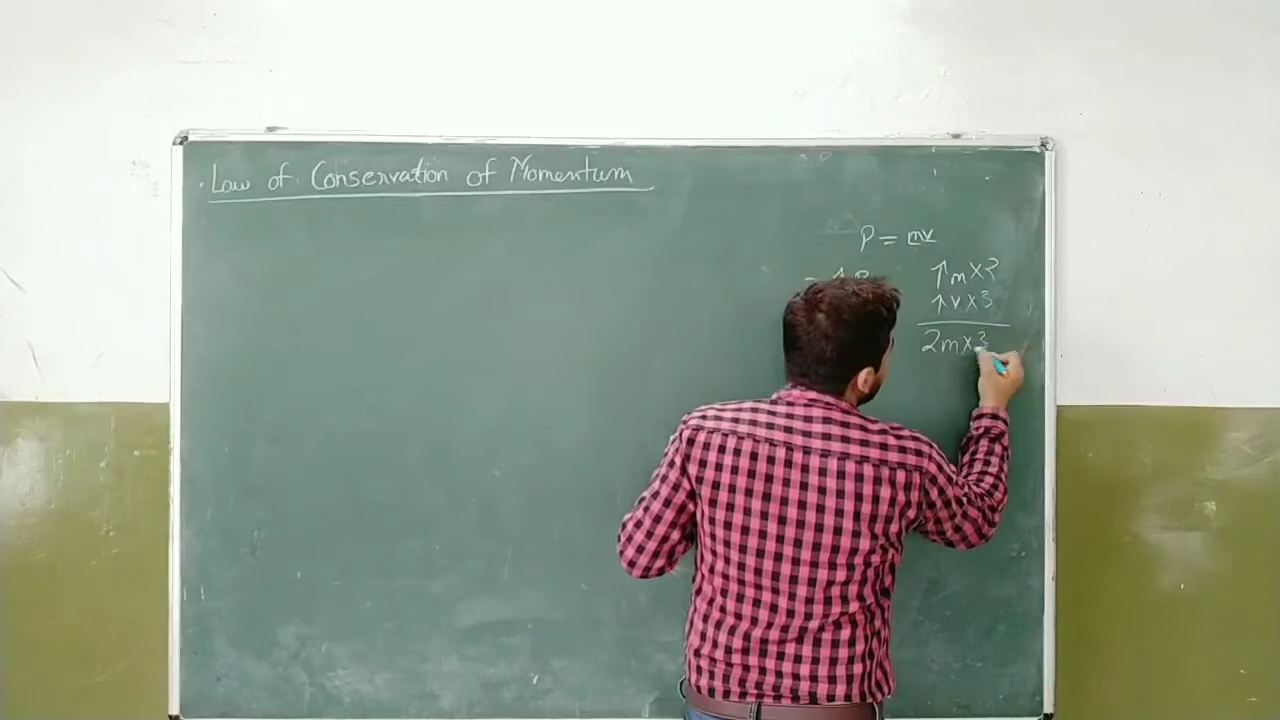 Law of Conservation of Momentum
P = mv
↑m×2
↑v×3
2m×3